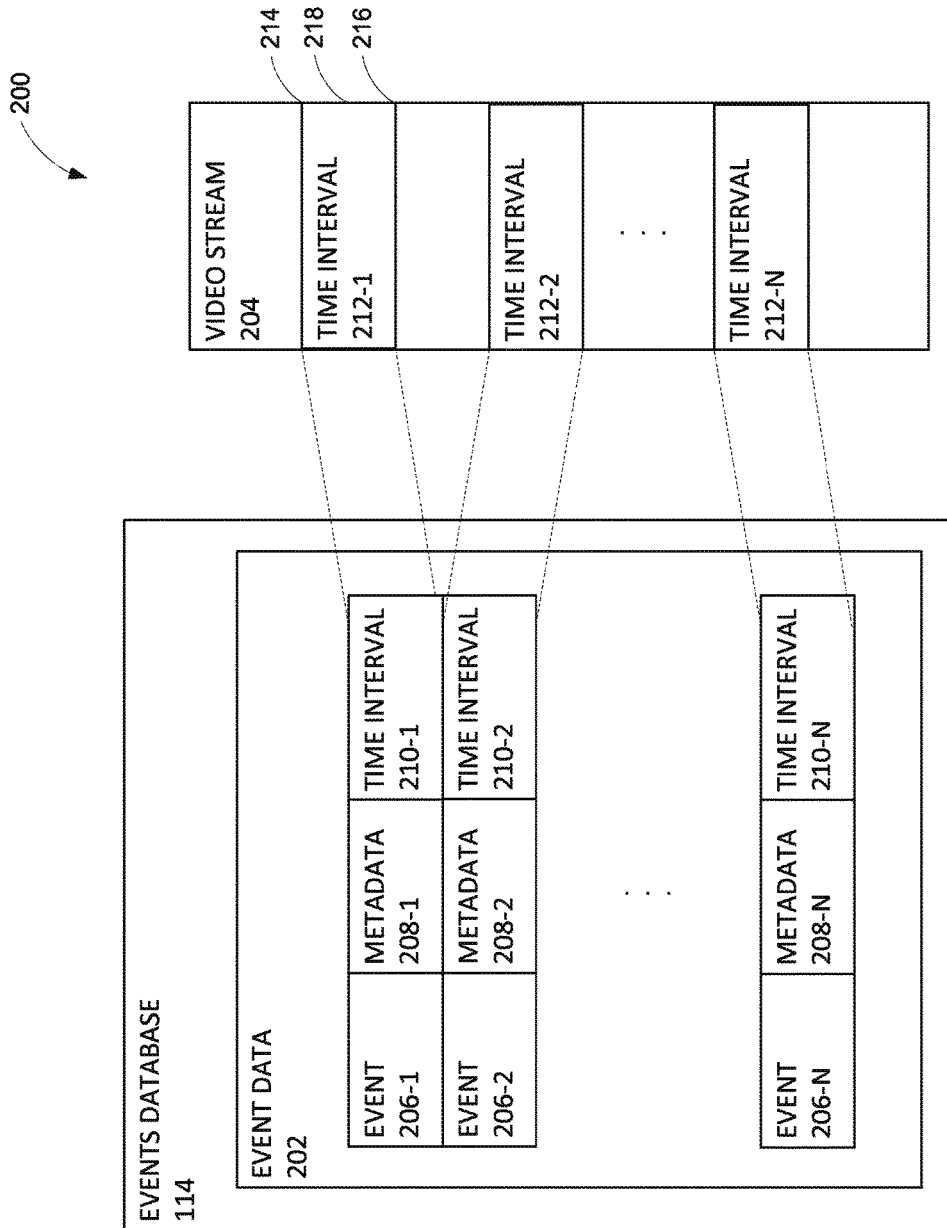 200
EVENTS DATABASE
114
EVENT DATA
202
EVENT
206-1
METADATA
208-1
TIME INTERVAL
210-1
EVENT
206-2
METADATA
208-2
TIME INTERVAL
210-2
. . .
EVENT
206-N
METADATA
208-N
TIME INTERVAL
210-N
VIDEO STREAM
204
214
TIME INTERVAL
212-1
218
216
TIME INTERVAL
212-2
. . .
TIME INTERVAL
212-N